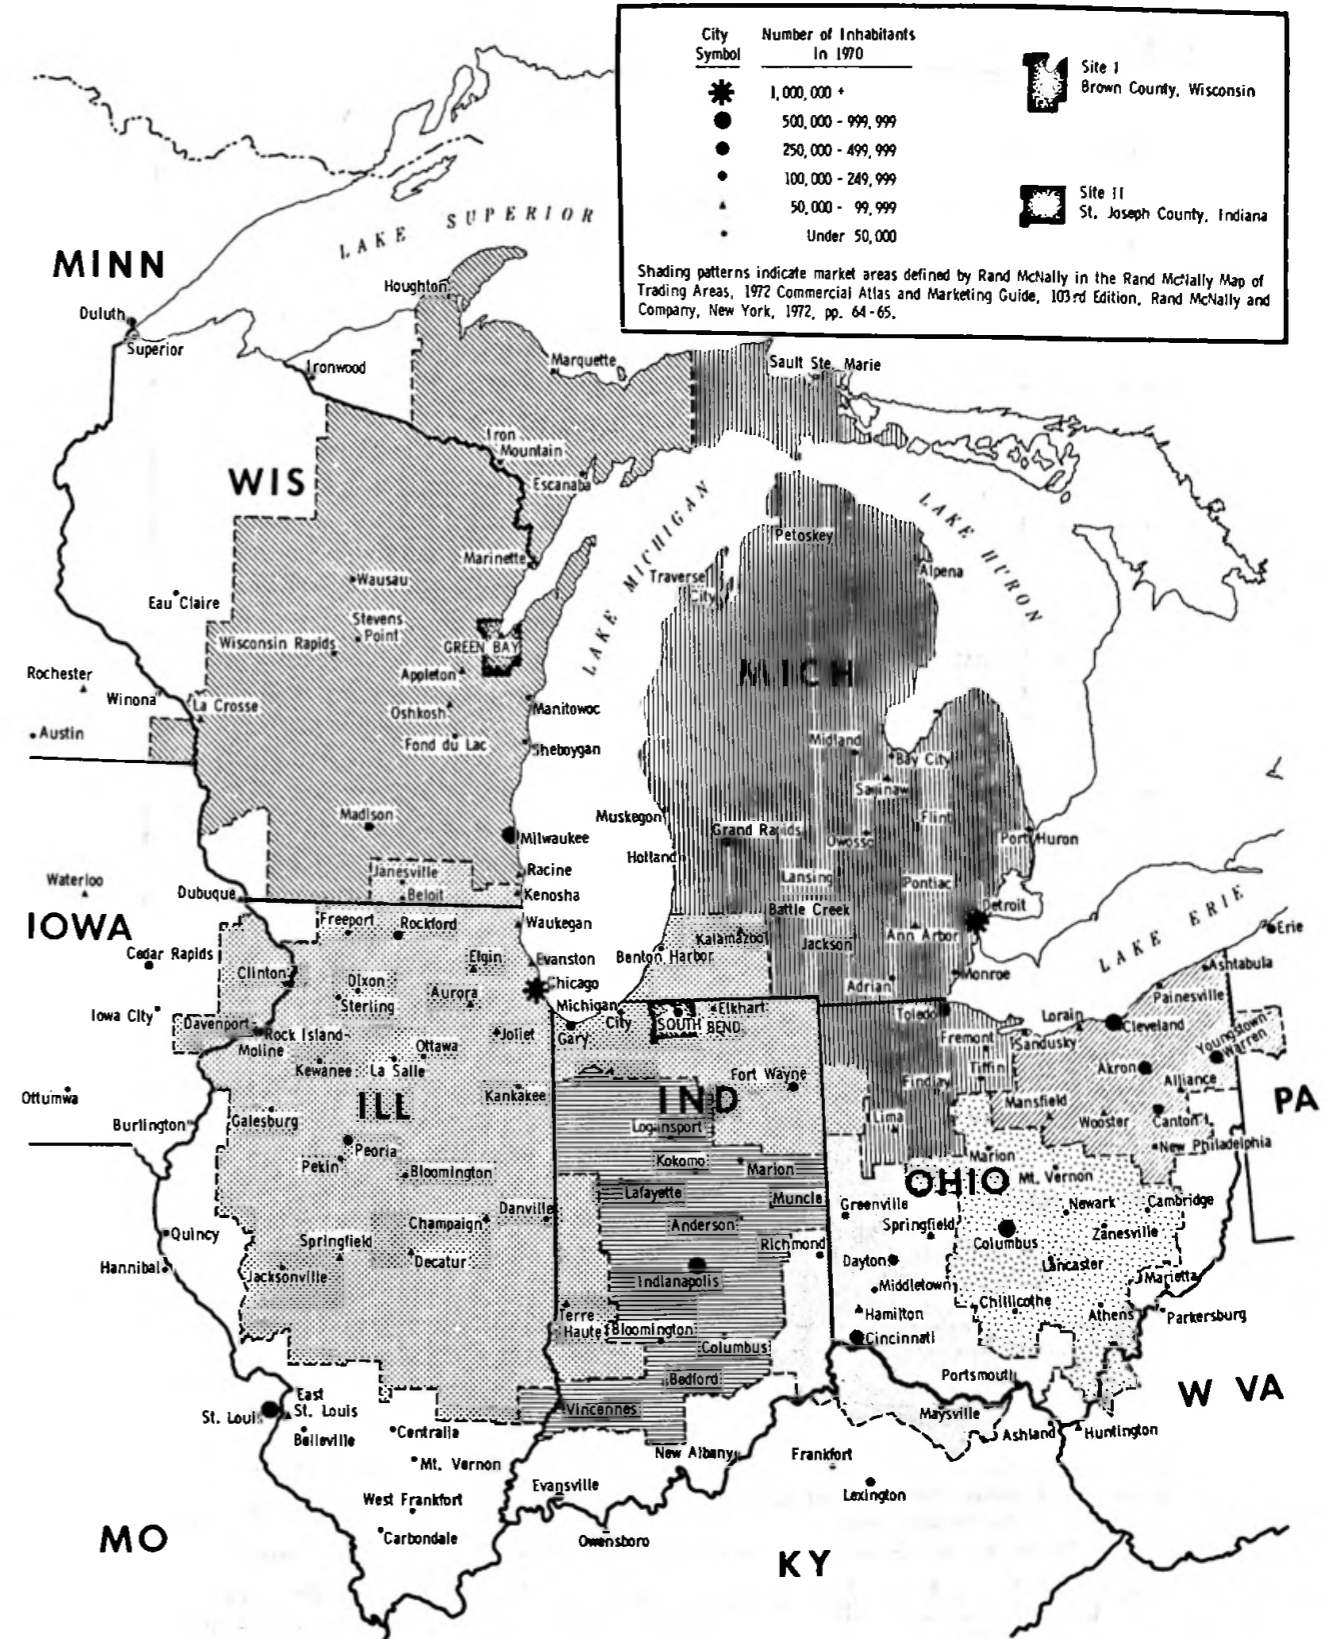 City
Symbol
Number of Inhabitants
In 1970
1,000,000 +
500,000 - 999,999
250,000 - 499,999
100,000 - 249,999
50,000 - 99,999
Under 50,000
Site I
Brown County, Wisconsin
Site II
St. Joseph County, Indiana
Shading patterns indicate market areas defined by Rand McNally in the Rand McNally Map of
Trading Areas, 1972 Commercial Atlas and Marketing Guide, 103rd Edition, Rand McNally and
Company, New York, 1972, pp. 64-65.
LAKE SUPERIOR
MINN
Houghton
Duluth
Superior
Ironwood
Marquette
Sault Ste. Marie
Iron
Mountain
Escanaba
WIS
LAKE MICHIGAN
LAKE HURON
Petoskey
Marinette
Alpena
Traverse
City
Wausau
Eau Claire
Stevens
Point
Wisconsin Rapids
GREEN BAY
Appleton
MICH
Rochester
Winona
La Crosse
Oshkosh
Manitowoc
Austin
Fond du Lac
Sheboygan
Midland
Bay City
Saginaw
Madison
Milwaukee
Muskegon
Grand Rapids
Flint
Owosso
Port Huron
Holland
Janesville
Racine
Waterloo
Dubuque
Beloit
Kenosha
Lansing
Pontiac
Detroit
IOWA
Freeport
Rockford
Waukegan
Battle Creek
Kalamazoo
Jackson
Ann Arbor
LAKE ERIE
Erie
Cedar Rapids
Clinton
Elgin
Evanston
Benton Harbor
Ashtabula
Dixon
Sterling
Aurora
Chicago
Adrian
Monroe
Painesville
Iowa City
Davenport
Rock Island-
Moline
Joliet
Michigan
City
Gary
SOUTH BEND
Elkhart
Toledo
Lorain
Cleveland
Fremont
Sandusky
Youngstown-
Warren
Ottawa
Kewanee
La Salle
Fort Wayne
Tiffin
Akron
Alliance
Ottumwa
Kankakee
Findlay
PA
ILL
IND
Mansfield
Burlington
Galesburg
Logansport
Lima
Wooster
Canton
Peoria
New Philadelphia
Pekin
Bloomington
Kokomo
Marion
Marion
OHIO
Mt. Vernon
Lafayette
Muncie
Danville
Greenville
Newark
Cambridge
Champaign
Anderson
Springfield
Zanesville
Quincy
Springfield
Richmond
Columbus
Hannibal
Decatur
Dayton
Lancaster
Jacksonville
Indianapolis
Marietta
Middletown
Terre
Haute
Chillicothe
Hamilton
Athens
Parkersburg
Bloomington
Cincinnati
Columbus
Bedford
Portsmouth
W VA
East
St. Louis
St. Louis
Vincennes
Maysville
Belleville
Centralia
Ashland
Huntington
New Albany
Frankfort
Mt. Vernon
Evansville
Lexington
West Frankfort
MO
Carbondale
Owensboro
KY